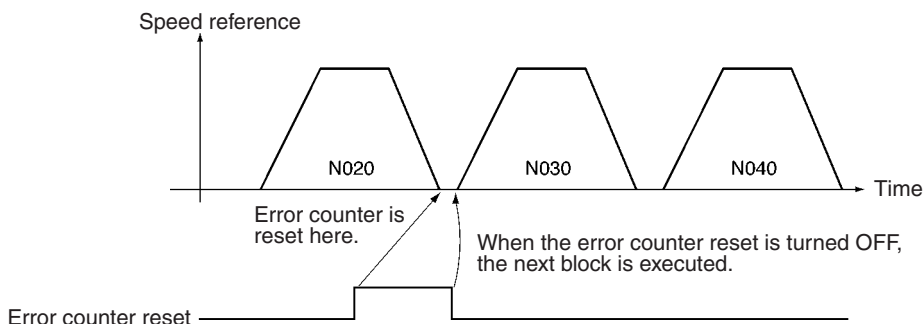 Speed reference
N020
N030
N040
Time
Error counter is
reset here.
When the error counter reset is turned OFF,
the next block is executed.
Error counter reset